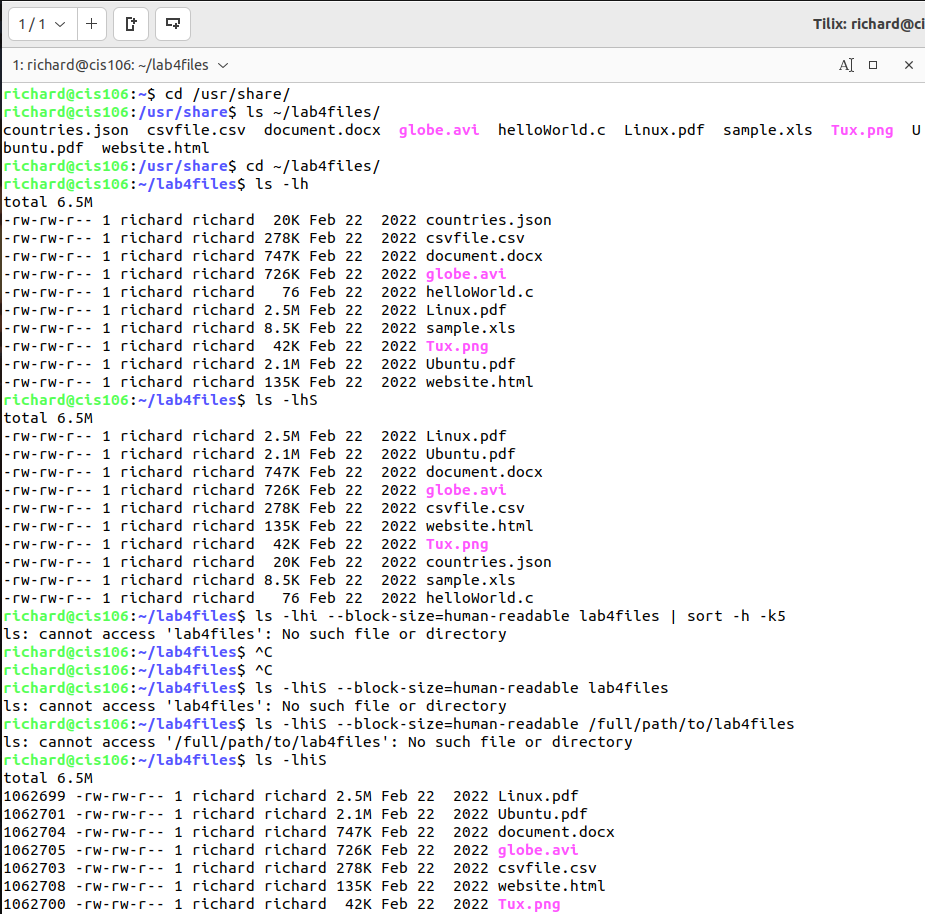 1 / 1
Tilix: richard@ci
1: richard@cis106: ~/lab4files
richard@cis106:~$ cd /usr/share/
richard@cis106:/usr/share$ ls ~/lab4files/
countries.json  csvfile.csv  document.docx  globe.avi  helloWorld.c  Linux.pdf  sample.xls  Tux.png  U
buntu.pdf  website.html
richard@cis106:/usr/share$ cd ~/lab4files/
richard@cis106:~/lab4files$ ls -lh
total 6.5M
-rw-rw-r-- 1 richard richard  20K Feb 22  2022 countries.json
-rw-rw-r-- 1 richard richard 278K Feb 22  2022 csvfile.csv
-rw-rw-r-- 1 richard richard 747K Feb 22  2022 document.docx
-rw-rw-r-- 1 richard richard 726K Feb 22  2022 globe.avi
-rw-rw-r-- 1 richard richard   76 Feb 22  2022 helloWorld.c
-rw-rw-r-- 1 richard richard 2.5M Feb 22  2022 Linux.pdf
-rw-rw-r-- 1 richard richard 8.5K Feb 22  2022 sample.xls
-rw-rw-r-- 1 richard richard  42K Feb 22  2022 Tux.png
-rw-rw-r-- 1 richard richard 2.1M Feb 22  2022 Ubuntu.pdf
-rw-rw-r-- 1 richard richard 135K Feb 22  2022 website.html
richard@cis106:~/lab4files$ ls -lhS
total 6.5M
-rw-rw-r-- 1 richard richard 2.5M Feb 22  2022 Linux.pdf
-rw-rw-r-- 1 richard richard 2.1M Feb 22  2022 Ubuntu.pdf
-rw-rw-r-- 1 richard richard 747K Feb 22  2022 document.docx
-rw-rw-r-- 1 richard richard 726K Feb 22  2022 globe.avi
-rw-rw-r-- 1 richard richard 278K Feb 22  2022 csvfile.csv
-rw-rw-r-- 1 richard richard 135K Feb 22  2022 website.html
-rw-rw-r-- 1 richard richard  42K Feb 22  2022 Tux.png
-rw-rw-r-- 1 richard richard  20K Feb 22  2022 countries.json
-rw-rw-r-- 1 richard richard 8.5K Feb 22  2022 sample.xls
-rw-rw-r-- 1 richard richard   76 Feb 22  2022 helloWorld.c
richard@cis106:~/lab4files$ ls -lhi --block-size=human-readable lab4files | sort -h -k5
ls: cannot access 'lab4files': No such file or directory
richard@cis106:~/lab4files$ ^C
richard@cis106:~/lab4files$ ^C
richard@cis106:~/lab4files$ ls -lhiS --block-size=human-readable lab4files
ls: cannot access 'lab4files': No such file or directory
richard@cis106:~/lab4files$ ls -lhiS --block-size=human-readable /full/path/to/lab4files
ls: cannot access '/full/path/to/lab4files': No such file or directory
richard@cis106:~/lab4files$ ls -lhiS
total 6.5M
1062699 -rw-rw-r-- 1 richard richard 2.5M Feb 22  2022 Linux.pdf
1062701 -rw-rw-r-- 1 richard richard 2.1M Feb 22  2022 Ubuntu.pdf
1062704 -rw-rw-r-- 1 richard richard 747K Feb 22  2022 document.docx
1062705 -rw-rw-r-- 1 richard richard 726K Feb 22  2022 globe.avi
1062703 -rw-rw-r-- 1 richard richard 278K Feb 22  2022 csvfile.csv
1062708 -rw-rw-r-- 1 richard richard 135K Feb 22  2022 website.html
1062700 -rw-rw-r-- 1 richard richard  42K Feb 22  2022 Tux.png